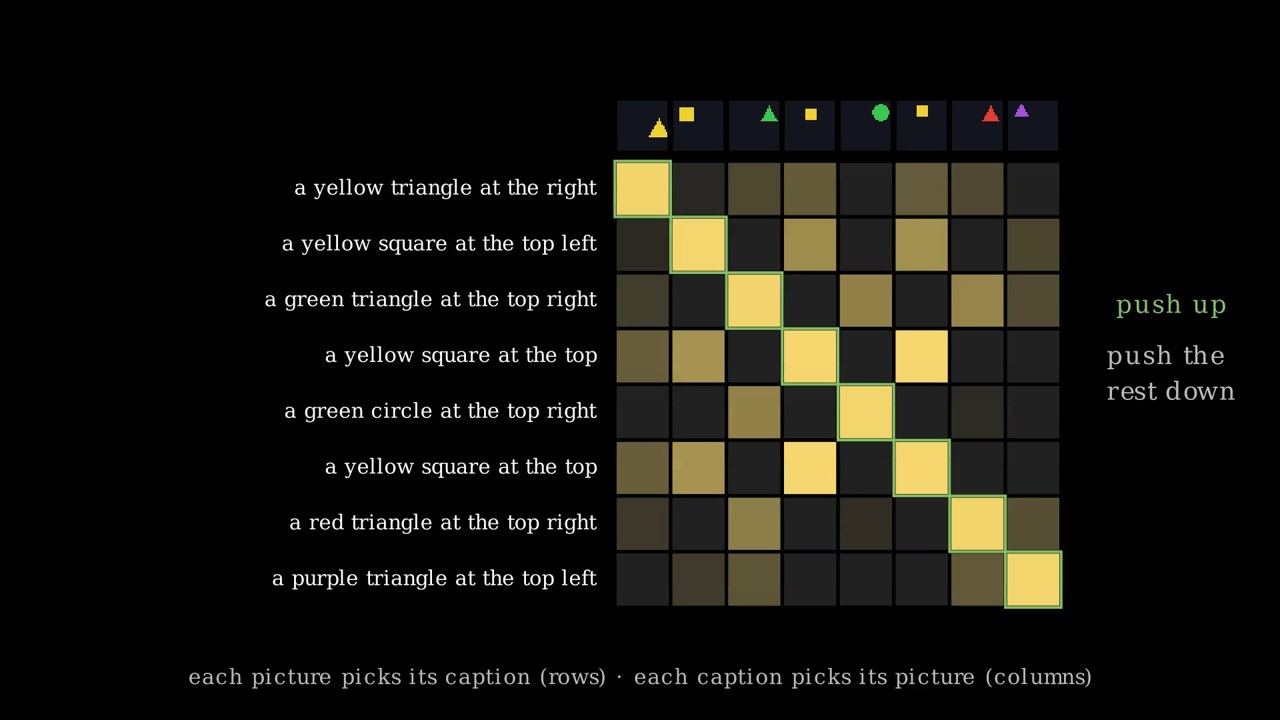 a yellow triangle at the right
a yellow square at the top left
a green triangle at the top right
a yellow square at the top
a green circle at the top right
a yellow square at the top
a red triangle at the top right
a purple triangle at the top left
push up
push the
rest down
each picture picks its caption (rows) · each caption picks its picture (columns)